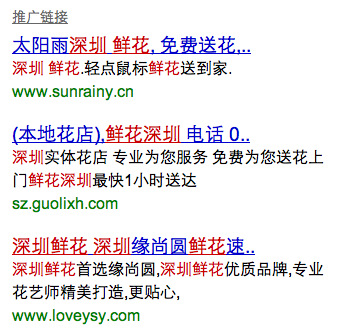 推广链接
太阳雨深圳 鲜花, 免费送花,..
深圳 鲜花.轻点鼠标鲜花送到家.
www.sunrainy.cn
(本地花店),鲜花深圳 电话 0..
深圳实体花店 专业为您服务 免费为您送花上
门鲜花深圳最快1小时送达
sz.guolixh.com
深圳鲜花 深圳缘尚圆鲜花速..
深圳鲜花首选缘尚圆,深圳鲜花优质品牌,专业
花艺师精美打造,更贴心,
www.loveysy.com